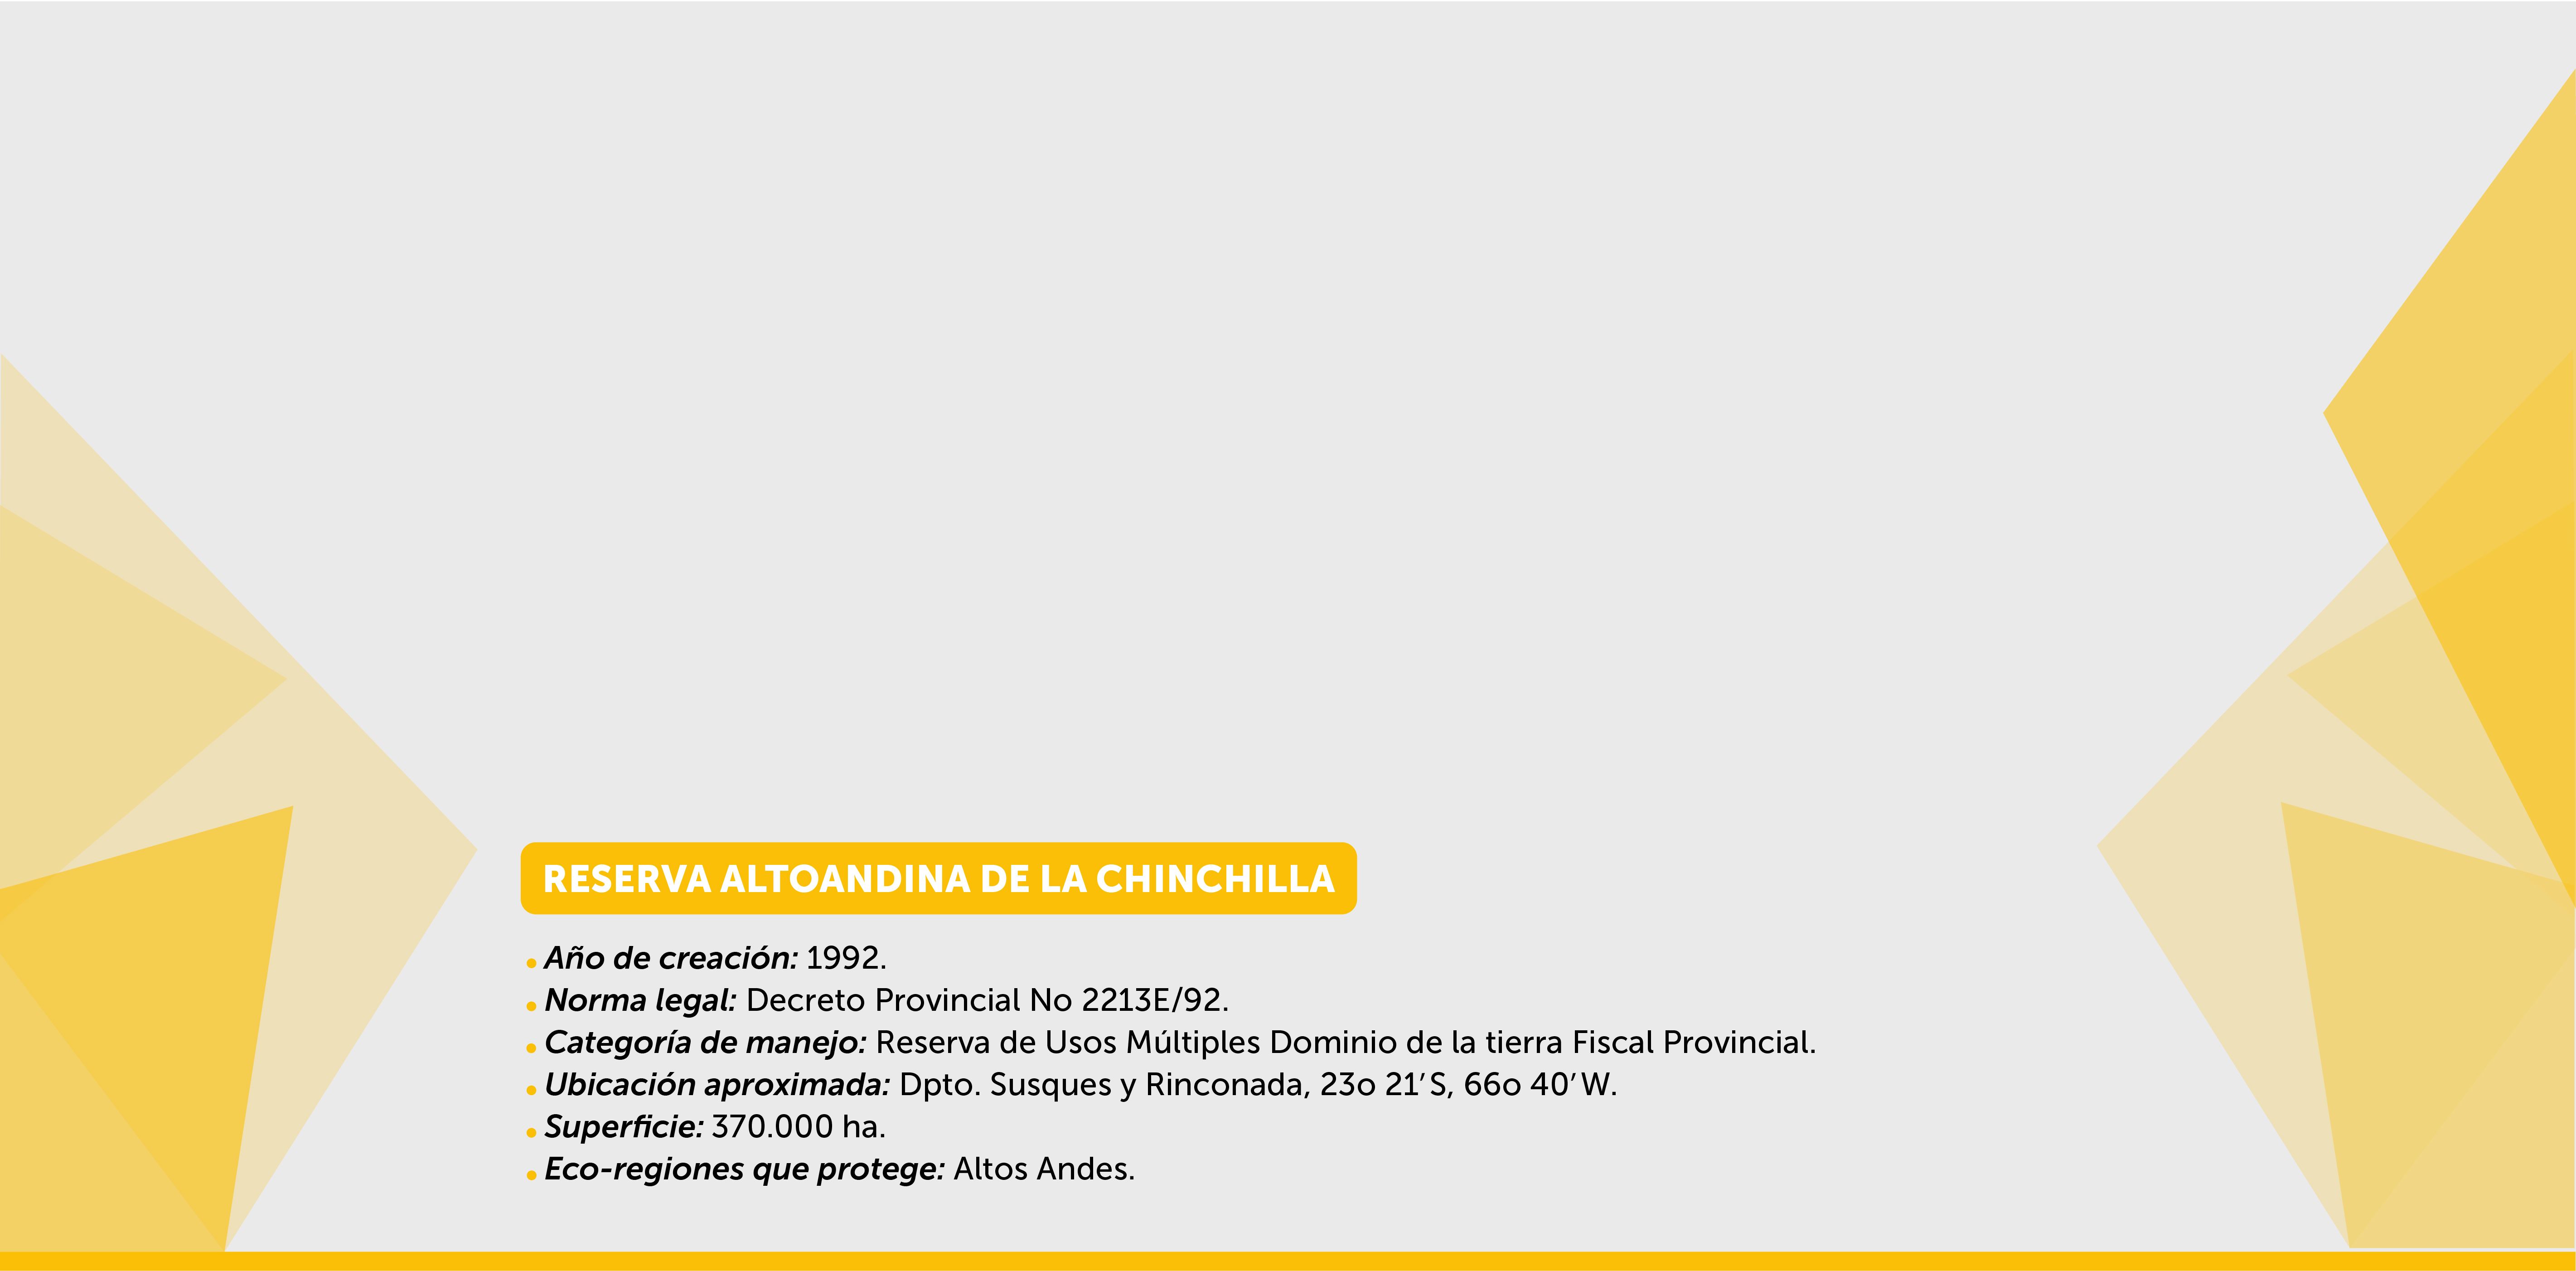 RESERVA ALTOANDINA DE LA CHINCHILLA
Año de creación: 1992.
Norma legal: Decreto Provincial No 2213E/92.
Categoría de manejo: Reserva de Usos Múltiples Dominio de la tierra Fiscal Provincial.
Ubicación aproximada: Dpto. Susques y Rinconada, 23o 21’ S, 66o 40’ W.
Superficie: 370.000 ha.
Eco-regiones que protege: Altos Andes.